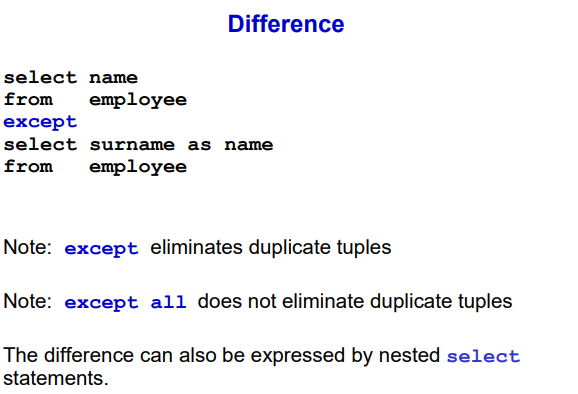 Difference
select name
from employee
except
select surname as name
from employee
Note: except eliminates duplicate tuples
Note: except all does not eliminate duplicate tuples
The difference can also be expressed by nested select
statements.